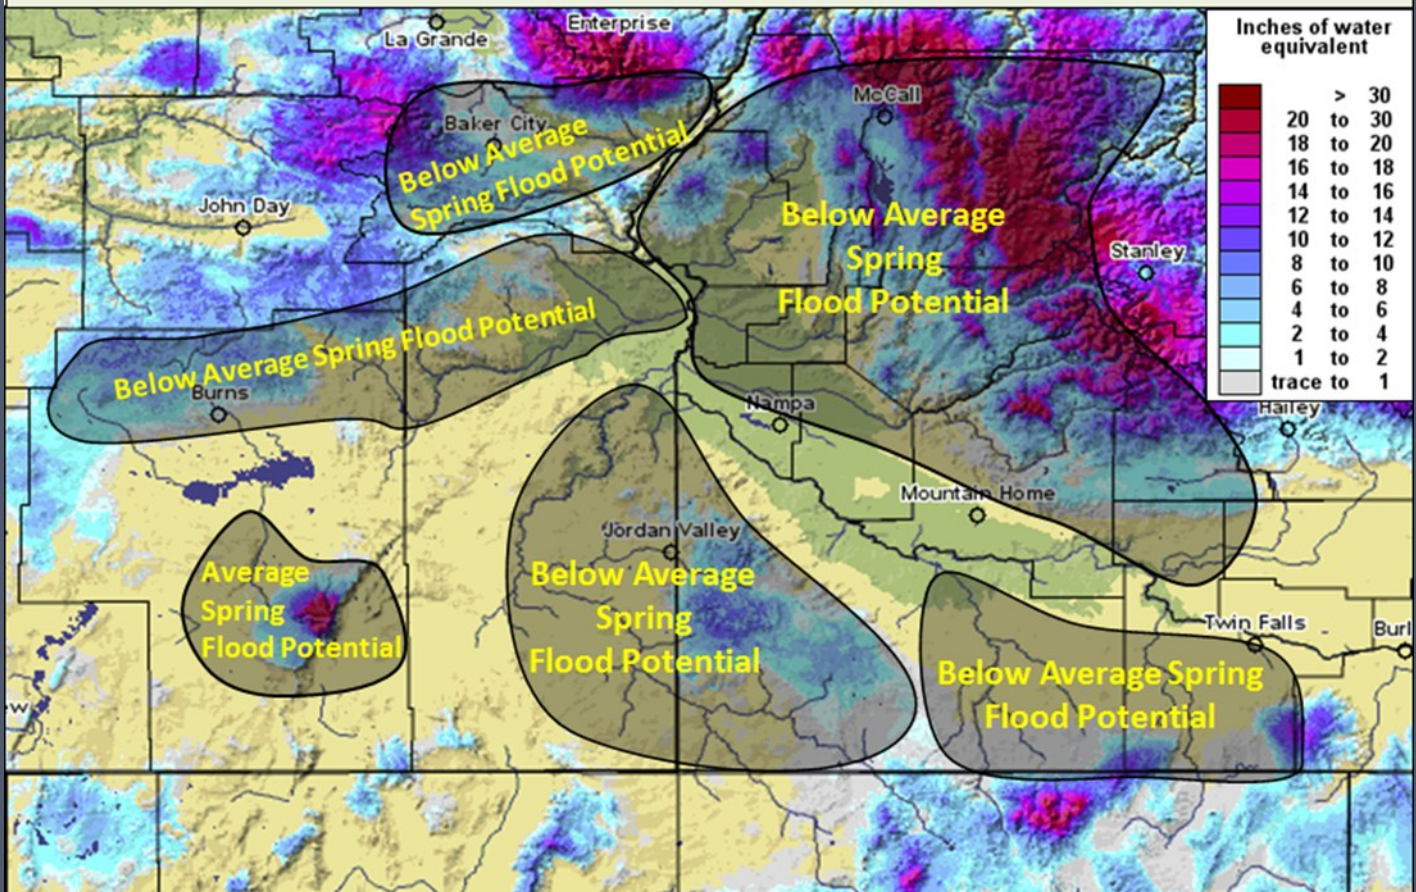 La Grande
Enterprise
McCall
Baker City
Below Average
Spring Flood Potential
John Day
Below Average
Spring
Flood Potential
Stanley
Below Average Spring Flood Potential
Burns
Nampa
Hailey
Mountain Home
Jordan Valley
Below Average
Spring
Flood Potential
Average
Spring
Flood Potential
Twin Falls
Burl
Below Average Spring
Flood Potential
w
Inches of water
equivalent
> 30
20 to 30
18 to 20
16 to 18
14 to 16
12 to 14
10 to 12
8 to 10
6 to 8
4 to 6
2 to 4
1 to 2
trace to 1